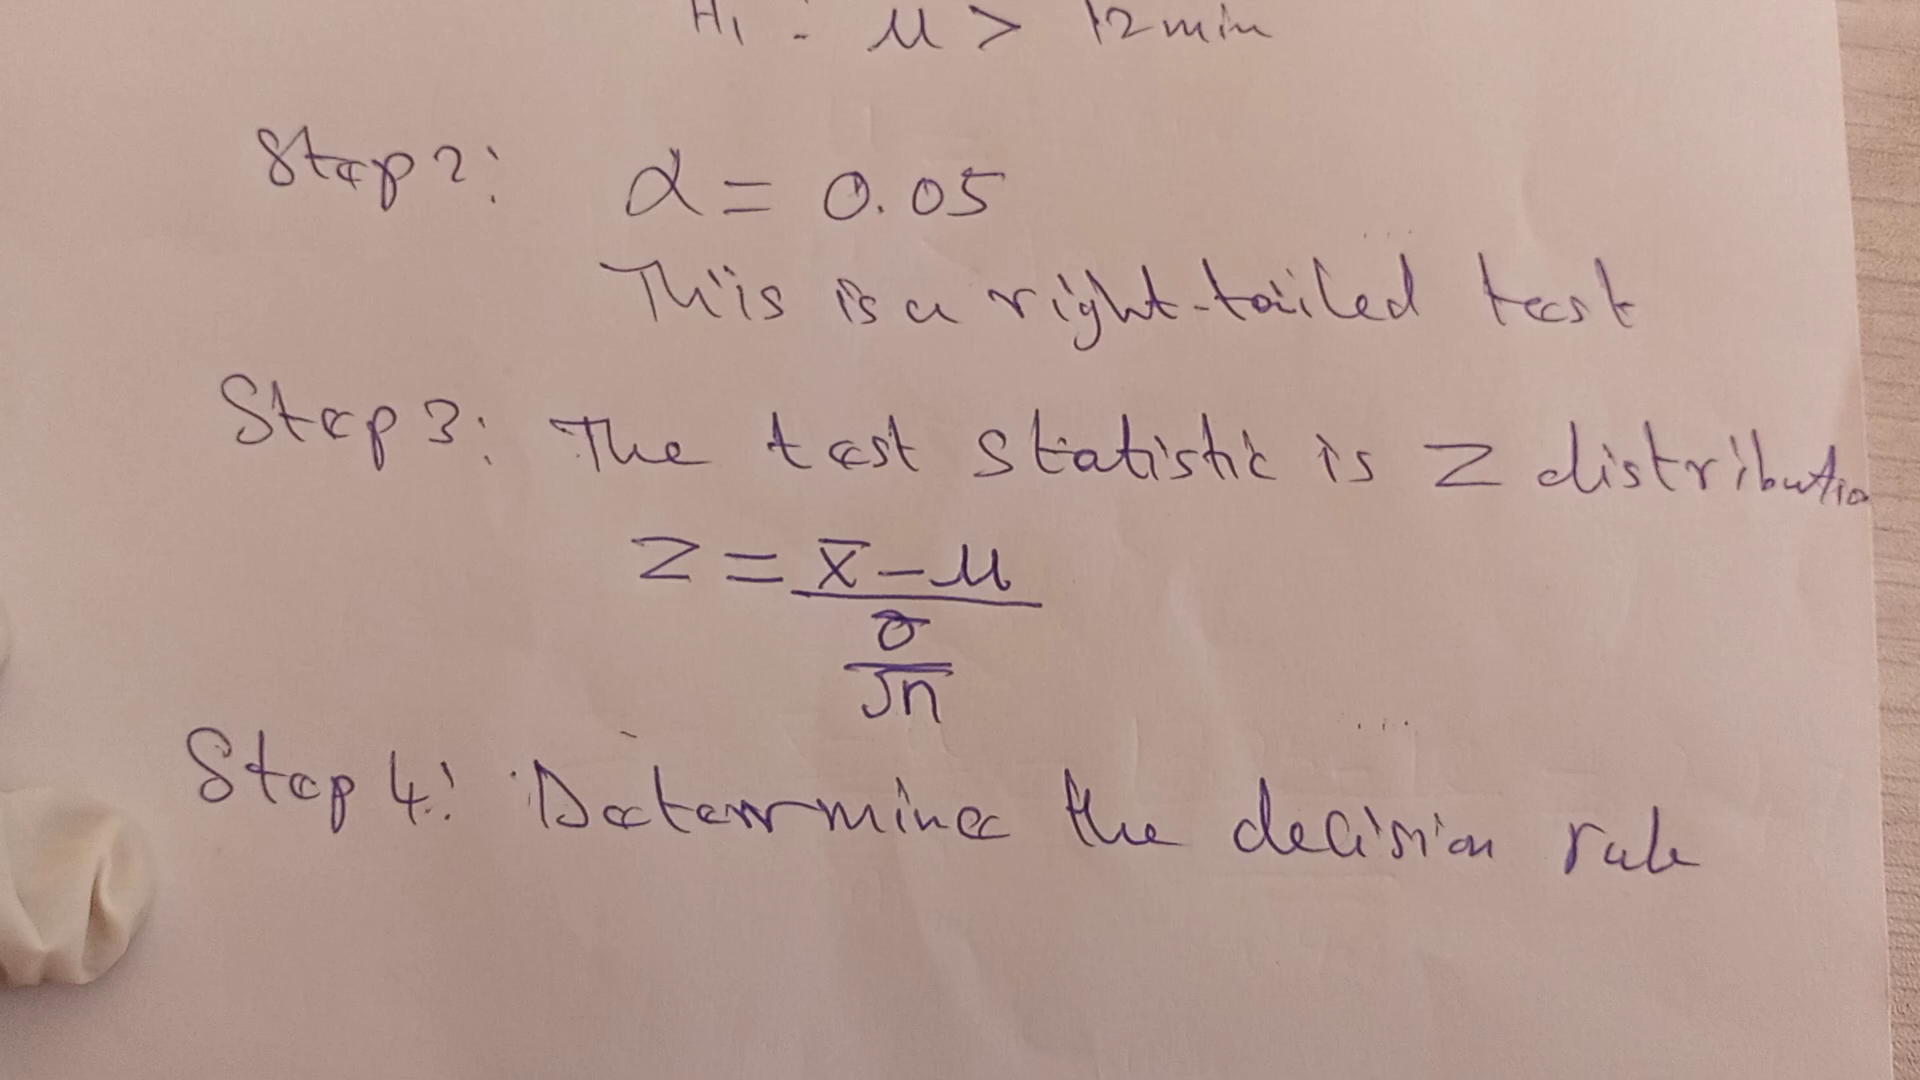 H₁ : μ > 12 min
Step 2: α = 0.05
This is a right-tailed test
Step 3: The test statistic is Z distribution
Z = x̄ - μ
σ
√n
Step 4: Determine the decision rule